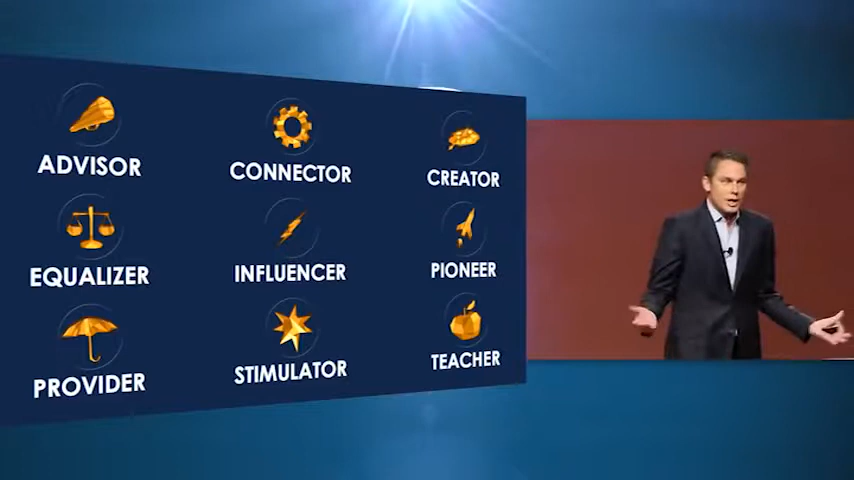 ADVISOR
CONNECTOR
CREATOR
EQUALIZER
INFLUENCER
PIONEER
PROVIDER
STIMULATOR
TEACHER